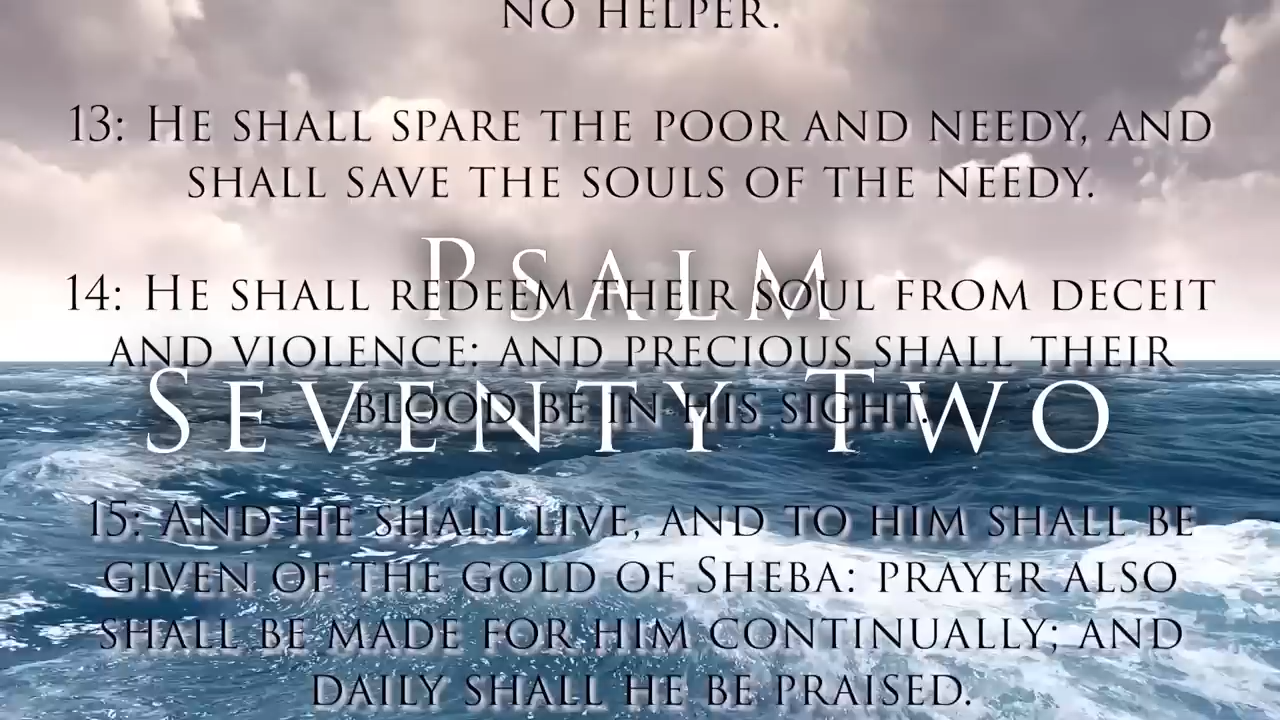 NO HELPER.
13: HE SHALL SPARE THE POOR AND NEEDY, AND
SHALL SAVE THE SOULS OF THE NEEDY.
PSALM
14: HE SHALL REDEEM THEIR SOUL FROM DECEIT
AND VIOLENCE: AND PRECIOUS SHALL THEIR
SEVENTY TWO
BLOOD BE IN HIS SIGHT.
15: AND HE SHALL LIVE, AND TO HIM SHALL BE
GIVEN OF THE GOLD OF SHEBA: PRAYER ALSO
SHALL BE MADE FOR HIM CONTINUALLY; AND
DAILY SHALL HE BE PRAISED.